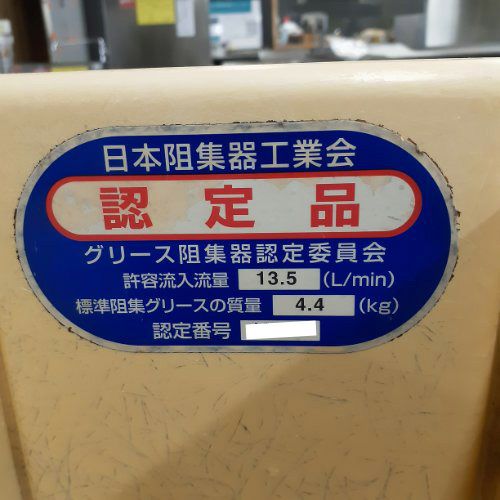 日本阻集器工業会
認定品
グリース阻集器認定委員会
許容流入流量 13.5 (L/min)
標準阻集グリースの質量 4.4 (kg)
認定番号